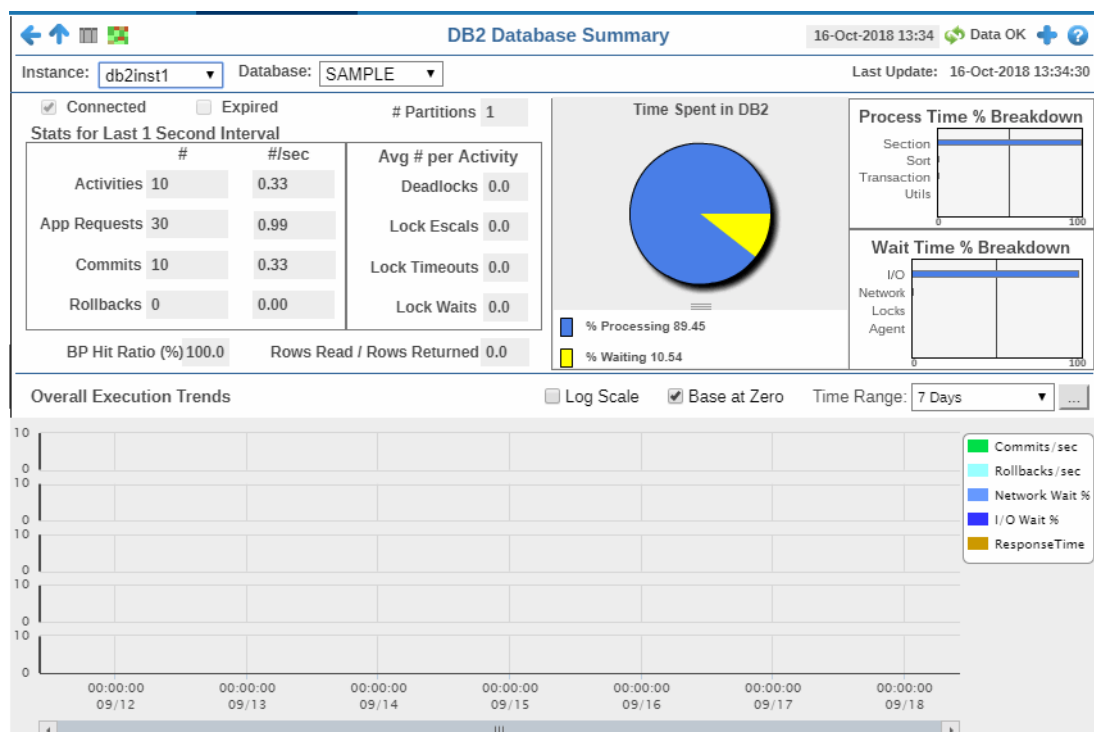 DB2 Database Summary
16-Oct-2018 13:34 Data OK
Instance: db2inst1 Database: SAMPLE Last Update: 16-Oct-2018 13:34:30
Connected Expired # Partitions 1
Stats for Last 1 Second Interval
# #/sec
Activities 10 0.33
App Requests 30 0.99
Commits 10 0.33
Rollbacks 0 0.00
Avg # per Activity
Deadlocks 0.0
Lock Escals 0.0
Lock Timeouts 0.0
Lock Waits 0.0
BP Hit Ratio (%) 100.0 Rows Read / Rows Returned 0.0
Time Spent in DB2
% Processing 89.45
% Waiting 10.54
Process Time % Breakdown
Section
Sort
Transaction
Utils
0 100
Wait Time % Breakdown
I/O
Network
Locks
Agent
0 100
Overall Execution Trends Log Scale Base at Zero Time Range: 7 Days ...
10
0
10
0
10
0
10
0
10
0
00:00:00 00:00:00 00:00:00 00:00:00 00:00:00 00:00:00 00:00:00
09/12 09/13 09/14 09/15 09/16 09/17 09/18
Commits/sec
Rollbacks/sec
Network Wait %
I/O Wait %
ResponseTime